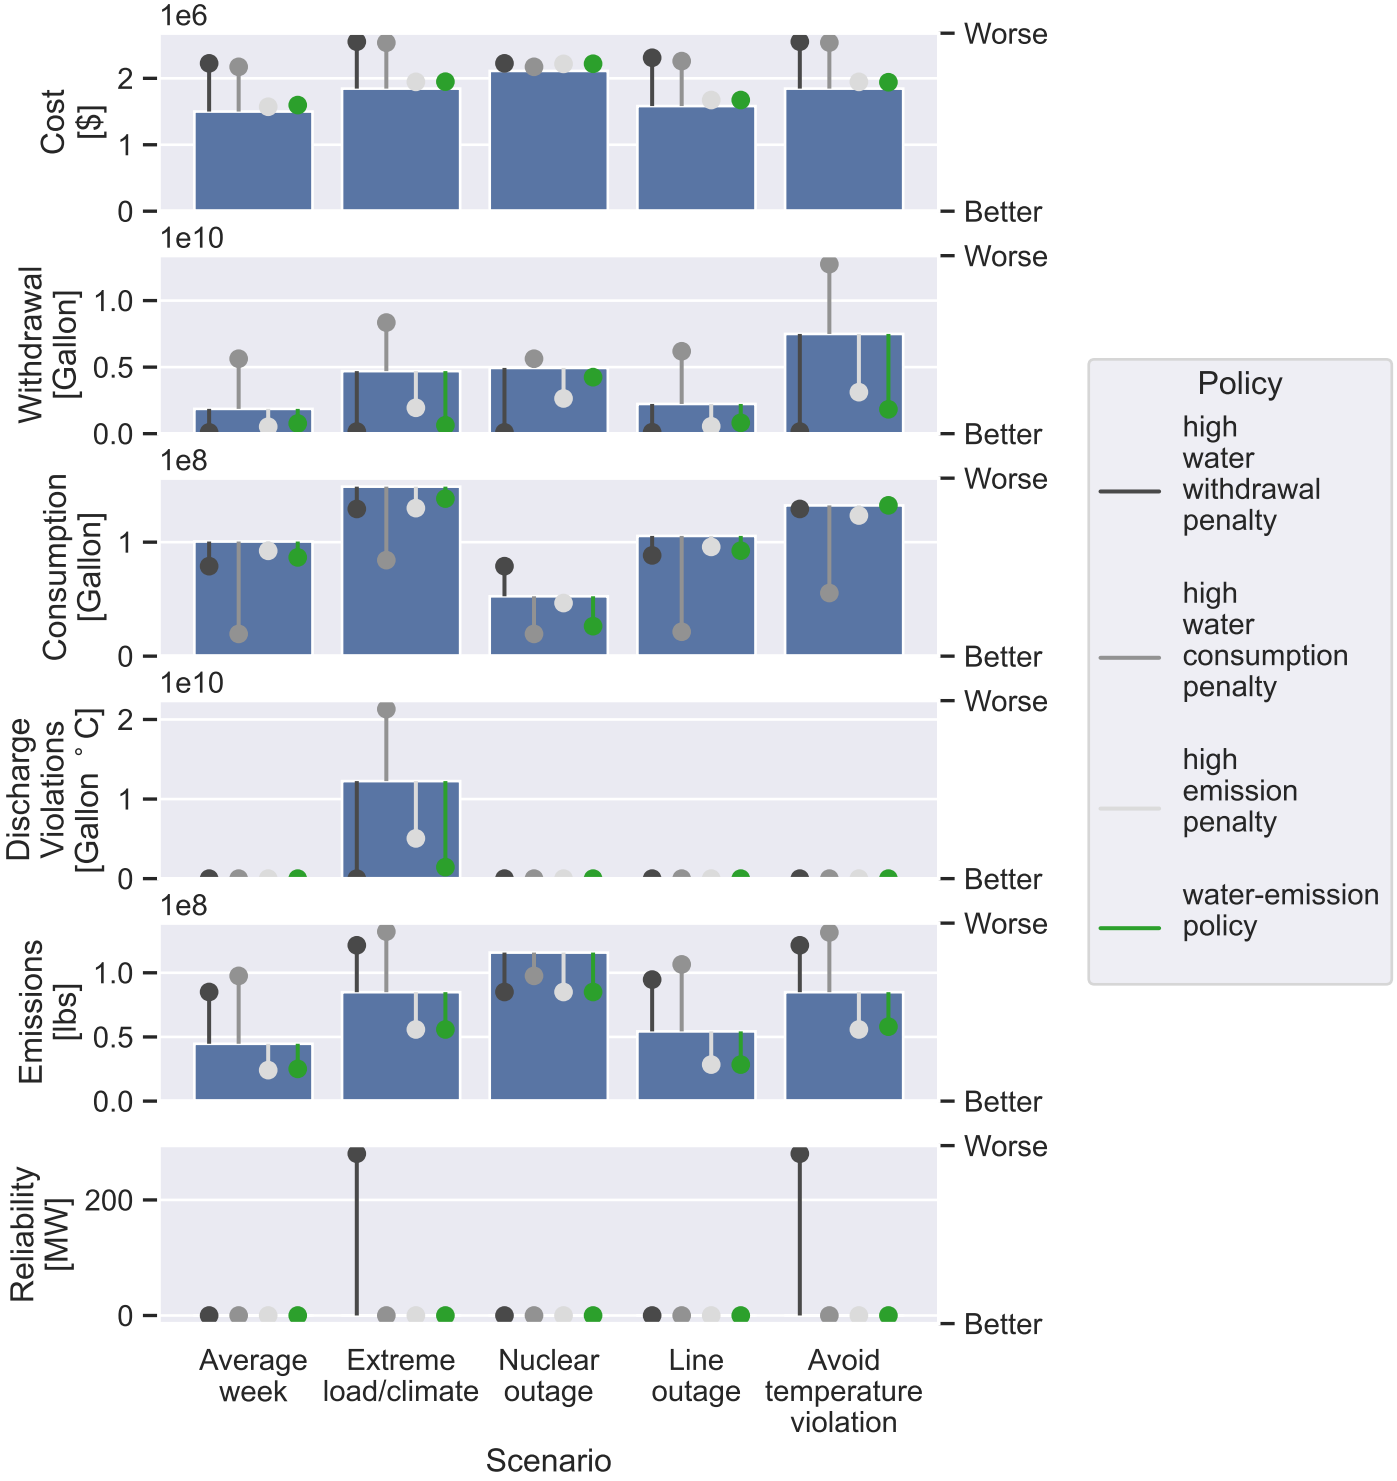 1e6
Cost
[$]
2
1
0
Worse
Better
1e10
Withdrawal
[Gallon]
1.0
0.5
0.0
Worse
Better
1e8
Consumption
[Gallon]
1
0
Worse
Better
1e10
Discharge
Violations
[Gallon °C]
2
1
0
Worse
Better
1e8
Emissions
[lbs]
1.0
0.5
0.0
Worse
Better
Reliability
[MW]
200
0
Worse
Better
Average
week
Extreme
load/climate
Nuclear
outage
Line
outage
Avoid
temperature
violation
Scenario
Policy
high
water
withdrawal
penalty
high
water
consumption
penalty
high
emission
penalty
water-emission
policy